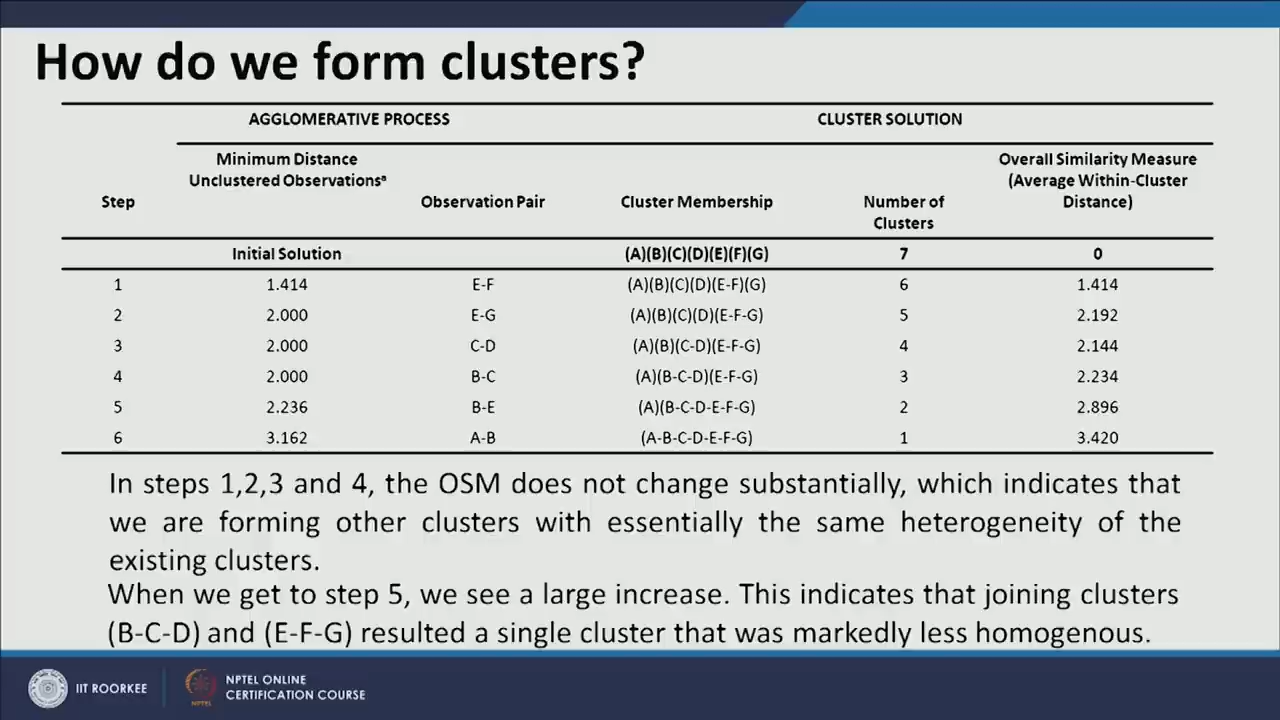 How do we form clusters?
AGGLOMERATIVE PROCESS CLUSTER SOLUTION
Step Minimum Distance Unclustered Observationsᵃ Observation Pair Cluster Membership Number of Clusters Overall Similarity Measure (Average Within-Cluster Distance)
Initial Solution (A)(B)(C)(D)(E)(F)(G) 7 0
1 1.414 E-F (A)(B)(C)(D)(E-F)(G) 6 1.414
2 2.000 E-G (A)(B)(C)(D)(E-F-G) 5 2.192
3 2.000 C-D (A)(B)(C-D)(E-F-G) 4 2.144
4 2.000 B-C (A)(B-C-D)(E-F-G) 3 2.234
5 2.236 B-E (A)(B-C-D-E-F-G) 2 2.896
6 3.162 A-B (A-B-C-D-E-F-G) 1 3.420
In steps 1,2,3 and 4, the OSM does not change substantially, which indicates that
we are forming other clusters with essentially the same heterogeneity of the
existing clusters.
When we get to step 5, we see a large increase. This indicates that joining clusters
(B-C-D) and (E-F-G) resulted a single cluster that was markedly less homogenous.
IIT ROORKEE
NPTEL
NPTEL ONLINE
CERTIFICATION COURSE